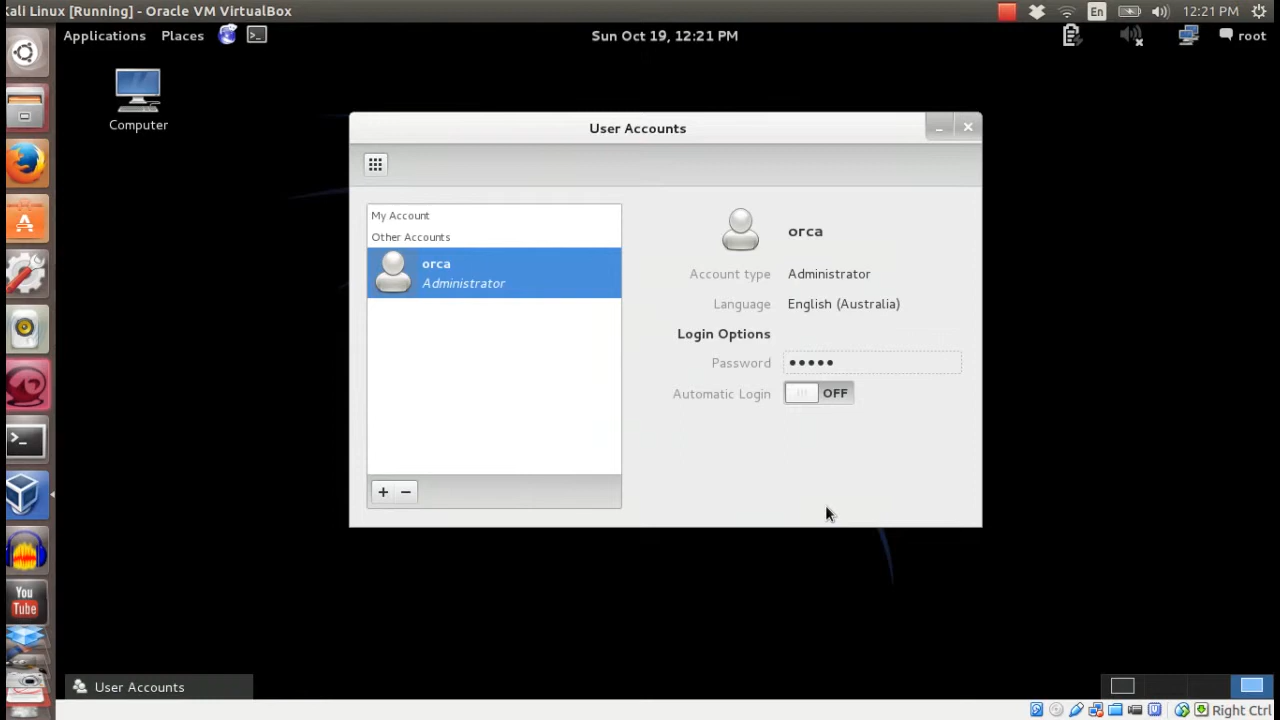 Kali Linux [Running] - Oracle VM VirtualBox
En
12:21 PM
Applications
Places
Sun Oct 19, 12:21 PM
root
Computer
User Accounts
My Account
Other Accounts
orca
Administrator
orca
Account type Administrator
Language English (Australia)
Login Options
Password •••••
Automatic Login OFF
+ −
You
Tube
User Accounts
Right Ctrl